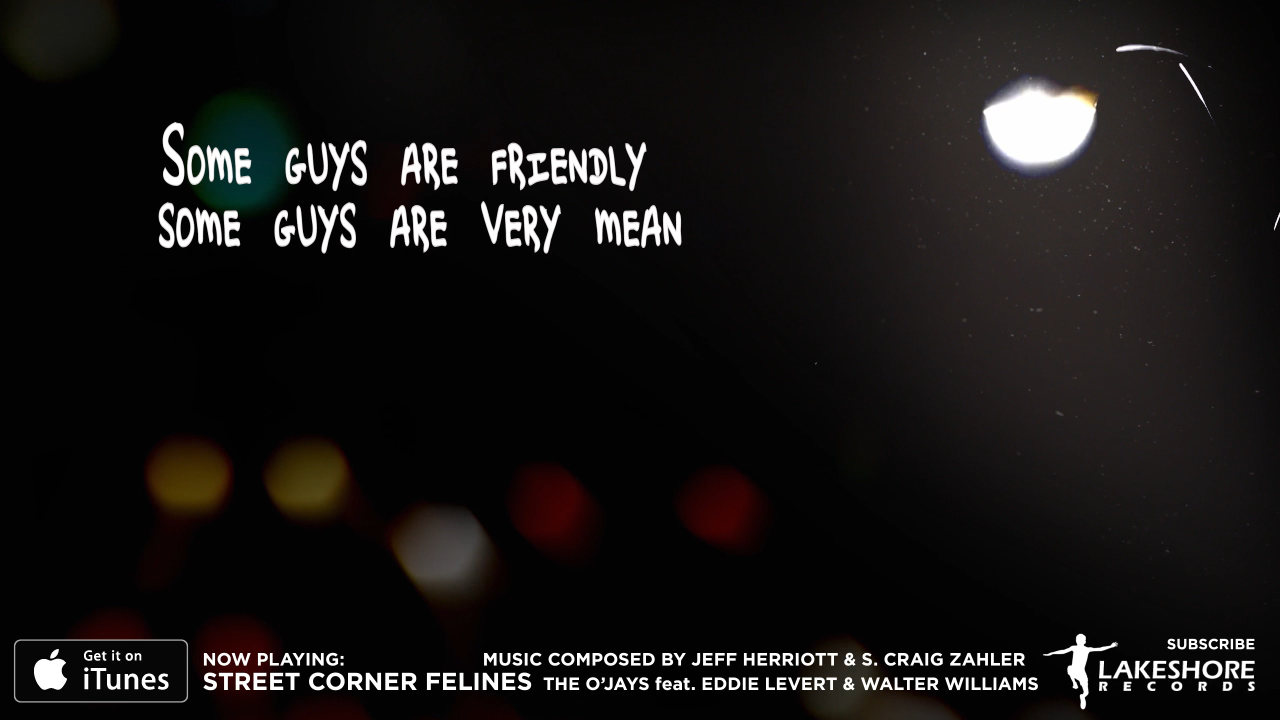 Some guys are friendly
some guys are very mean
Get it on
iTunes
NOW PLAYING:
STREET CORNER FELINES
MUSIC COMPOSED BY JEFF HERRIOTT & S. CRAIG ZAHLER
THE O'JAYS feat. EDDIE LEVERT & WALTER WILLIAMS
SUBSCRIBE
LAKESHORE
RECORDS